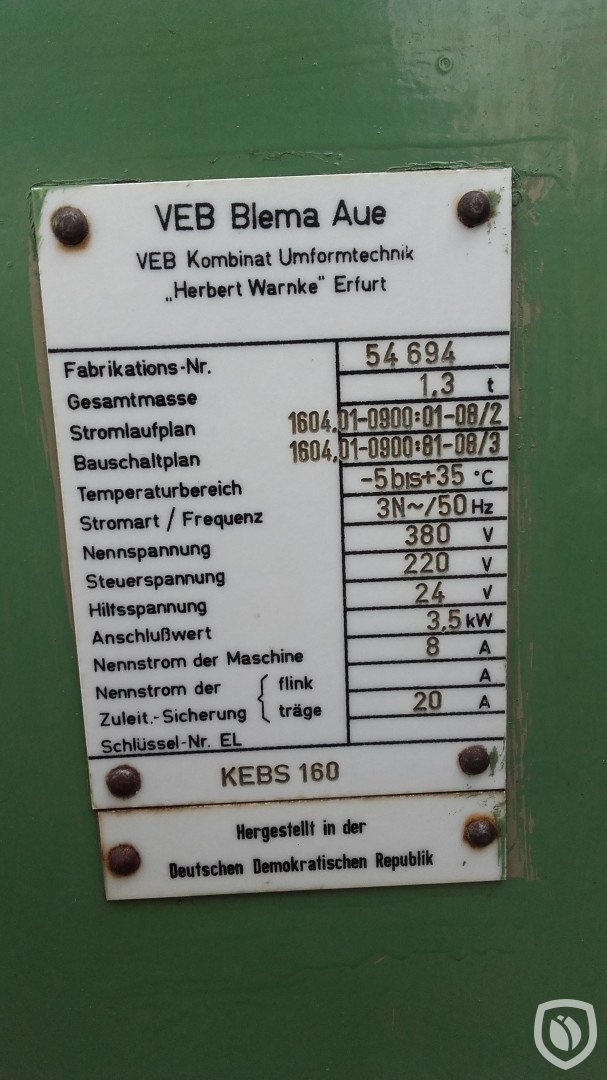 VEB Blema Aue
VEB Kombinat Umformtechnik
„Herbert Warnke” Erfurt
Fabrikations-Nr. 54 694
Gesamtmasse 1,3 t
Stromlaufplan 1604.01-0900:01-08/2
Bauschaltplan 1604.01-0900:81-08/3
Temperaturbereich -5bis+35 °C
Stromart / Frequenz 3N~/50 Hz
Nennspannung 380 V
Steuerspannung 220 V
Hilfsspannung 24 V
Anschlußwert 3,5 kW
Nennstrom der Maschine 8 A
Nennstrom der { flink A
Zuleit.-Sicherung { träge 20 A
Schlüssel-Nr. EL
KEBS 160
Hergestellt in der
Deutschen Demokratischen Republik